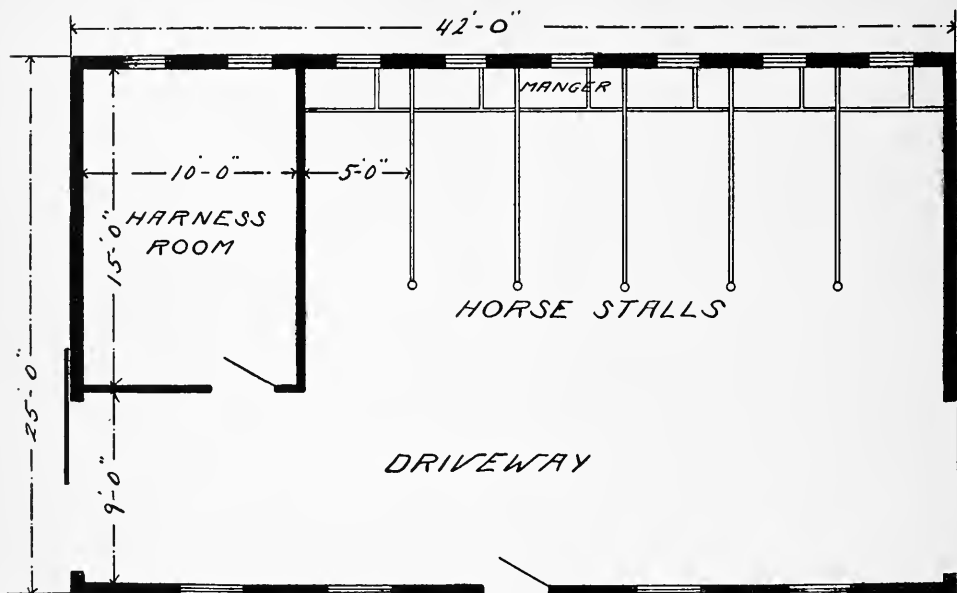 42'-0"
MANGER
10'-0"
5'-0"
HARNESS
ROOM
15'-0"
HORSE STALLS
25'-0"
DRIVEWAY
9'-0"